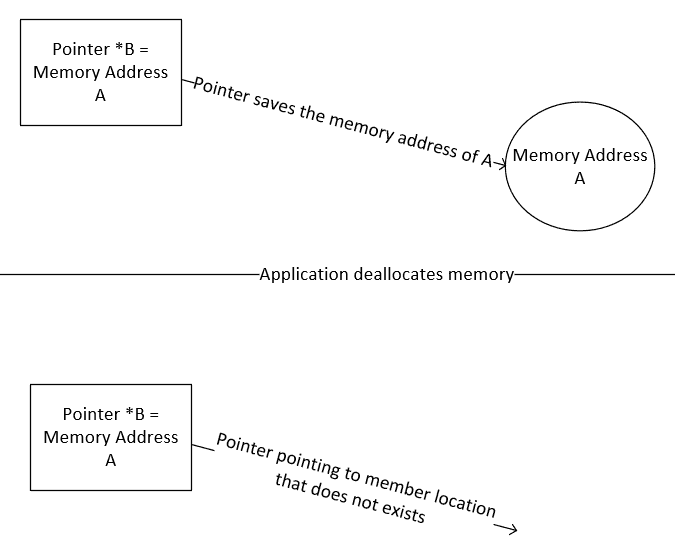 Pointer *B =
Memory Address
A
Pointer saves the memory address of A
Memory Address
A
Application deallocates memory
Pointer *B =
Memory Address
A
Pointer pointing to member location
that does not exists